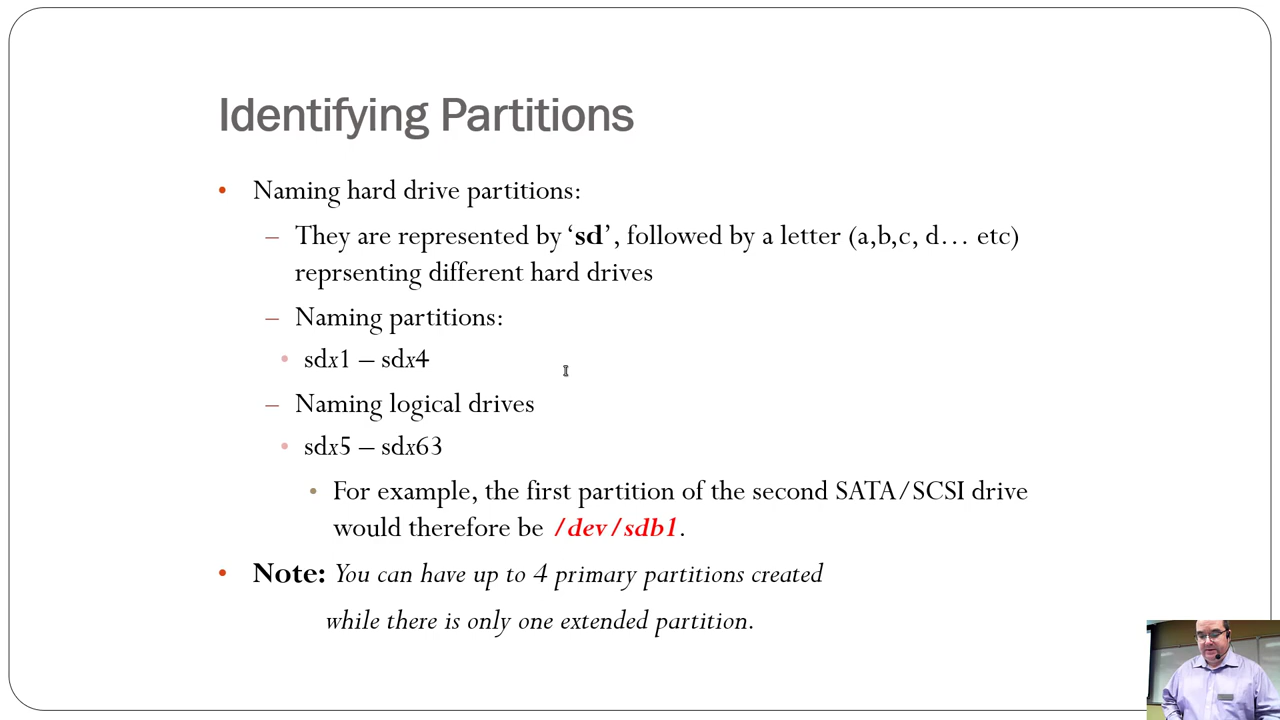 Identifying Partitions
• Naming hard drive partitions:
– They are represented by ‘sd’, followed by a letter (a,b,c, d… etc)
reprsenting different hard drives
– Naming partitions:
• sdx1 – sdx4
– Naming logical drives
• sdx5 – sdx63
• For example, the first partition of the second SATA/SCSI drive
would therefore be /dev/sdb1.
• Note: You can have up to 4 primary partitions created
while there is only one extended partition.